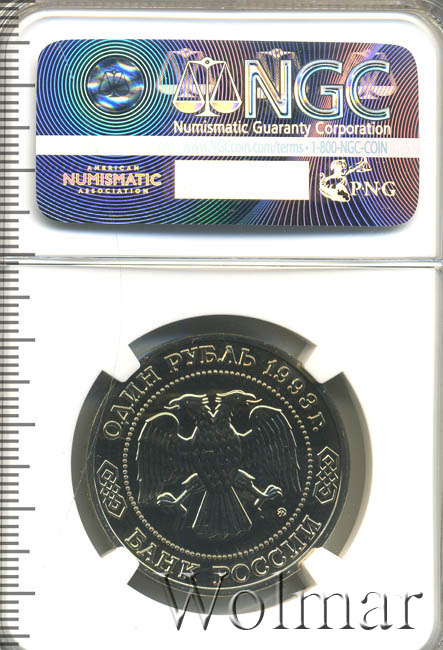 NGC
Numismatic Guaranty Corporation
www.NGCcoin.com/terms • 1-800-NGC-COIN
AMERICAN
NUMISMATIC
ASSOCIATION
PNG
ОДИН РУБЛЬ 1993 г.
БАНК РОССИИ
Wolmar